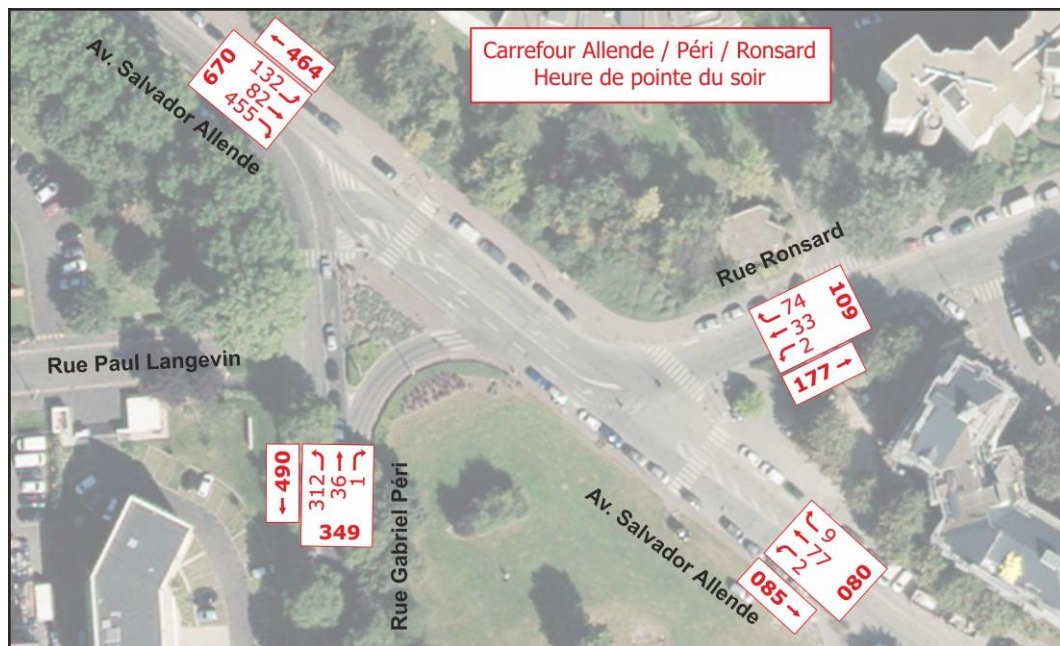 Carrefour Allende / Péri / Ronsard
Heure de pointe du soir
Av. Salvador Allende
← 464
670
132
82
455
Rue Ronsard
74
33
2
109
177 →
Rue Paul Langevin
← 490
312
36
1
349
Rue Gabriel Péri
Av. Salvador Allende
9
77
2
080
085 →